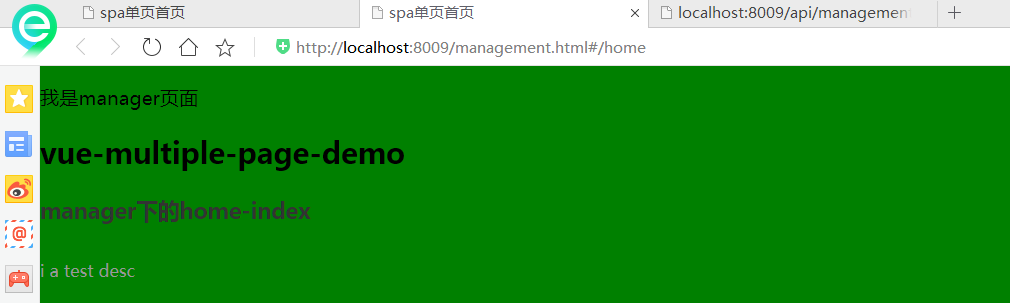 spa单页首页 spa单页首页 localhost:8009/api/management
http://localhost:8009/management.html#/home
我是manager页面
vue-multiple-page-demo
manager下的home-index
i a test desc